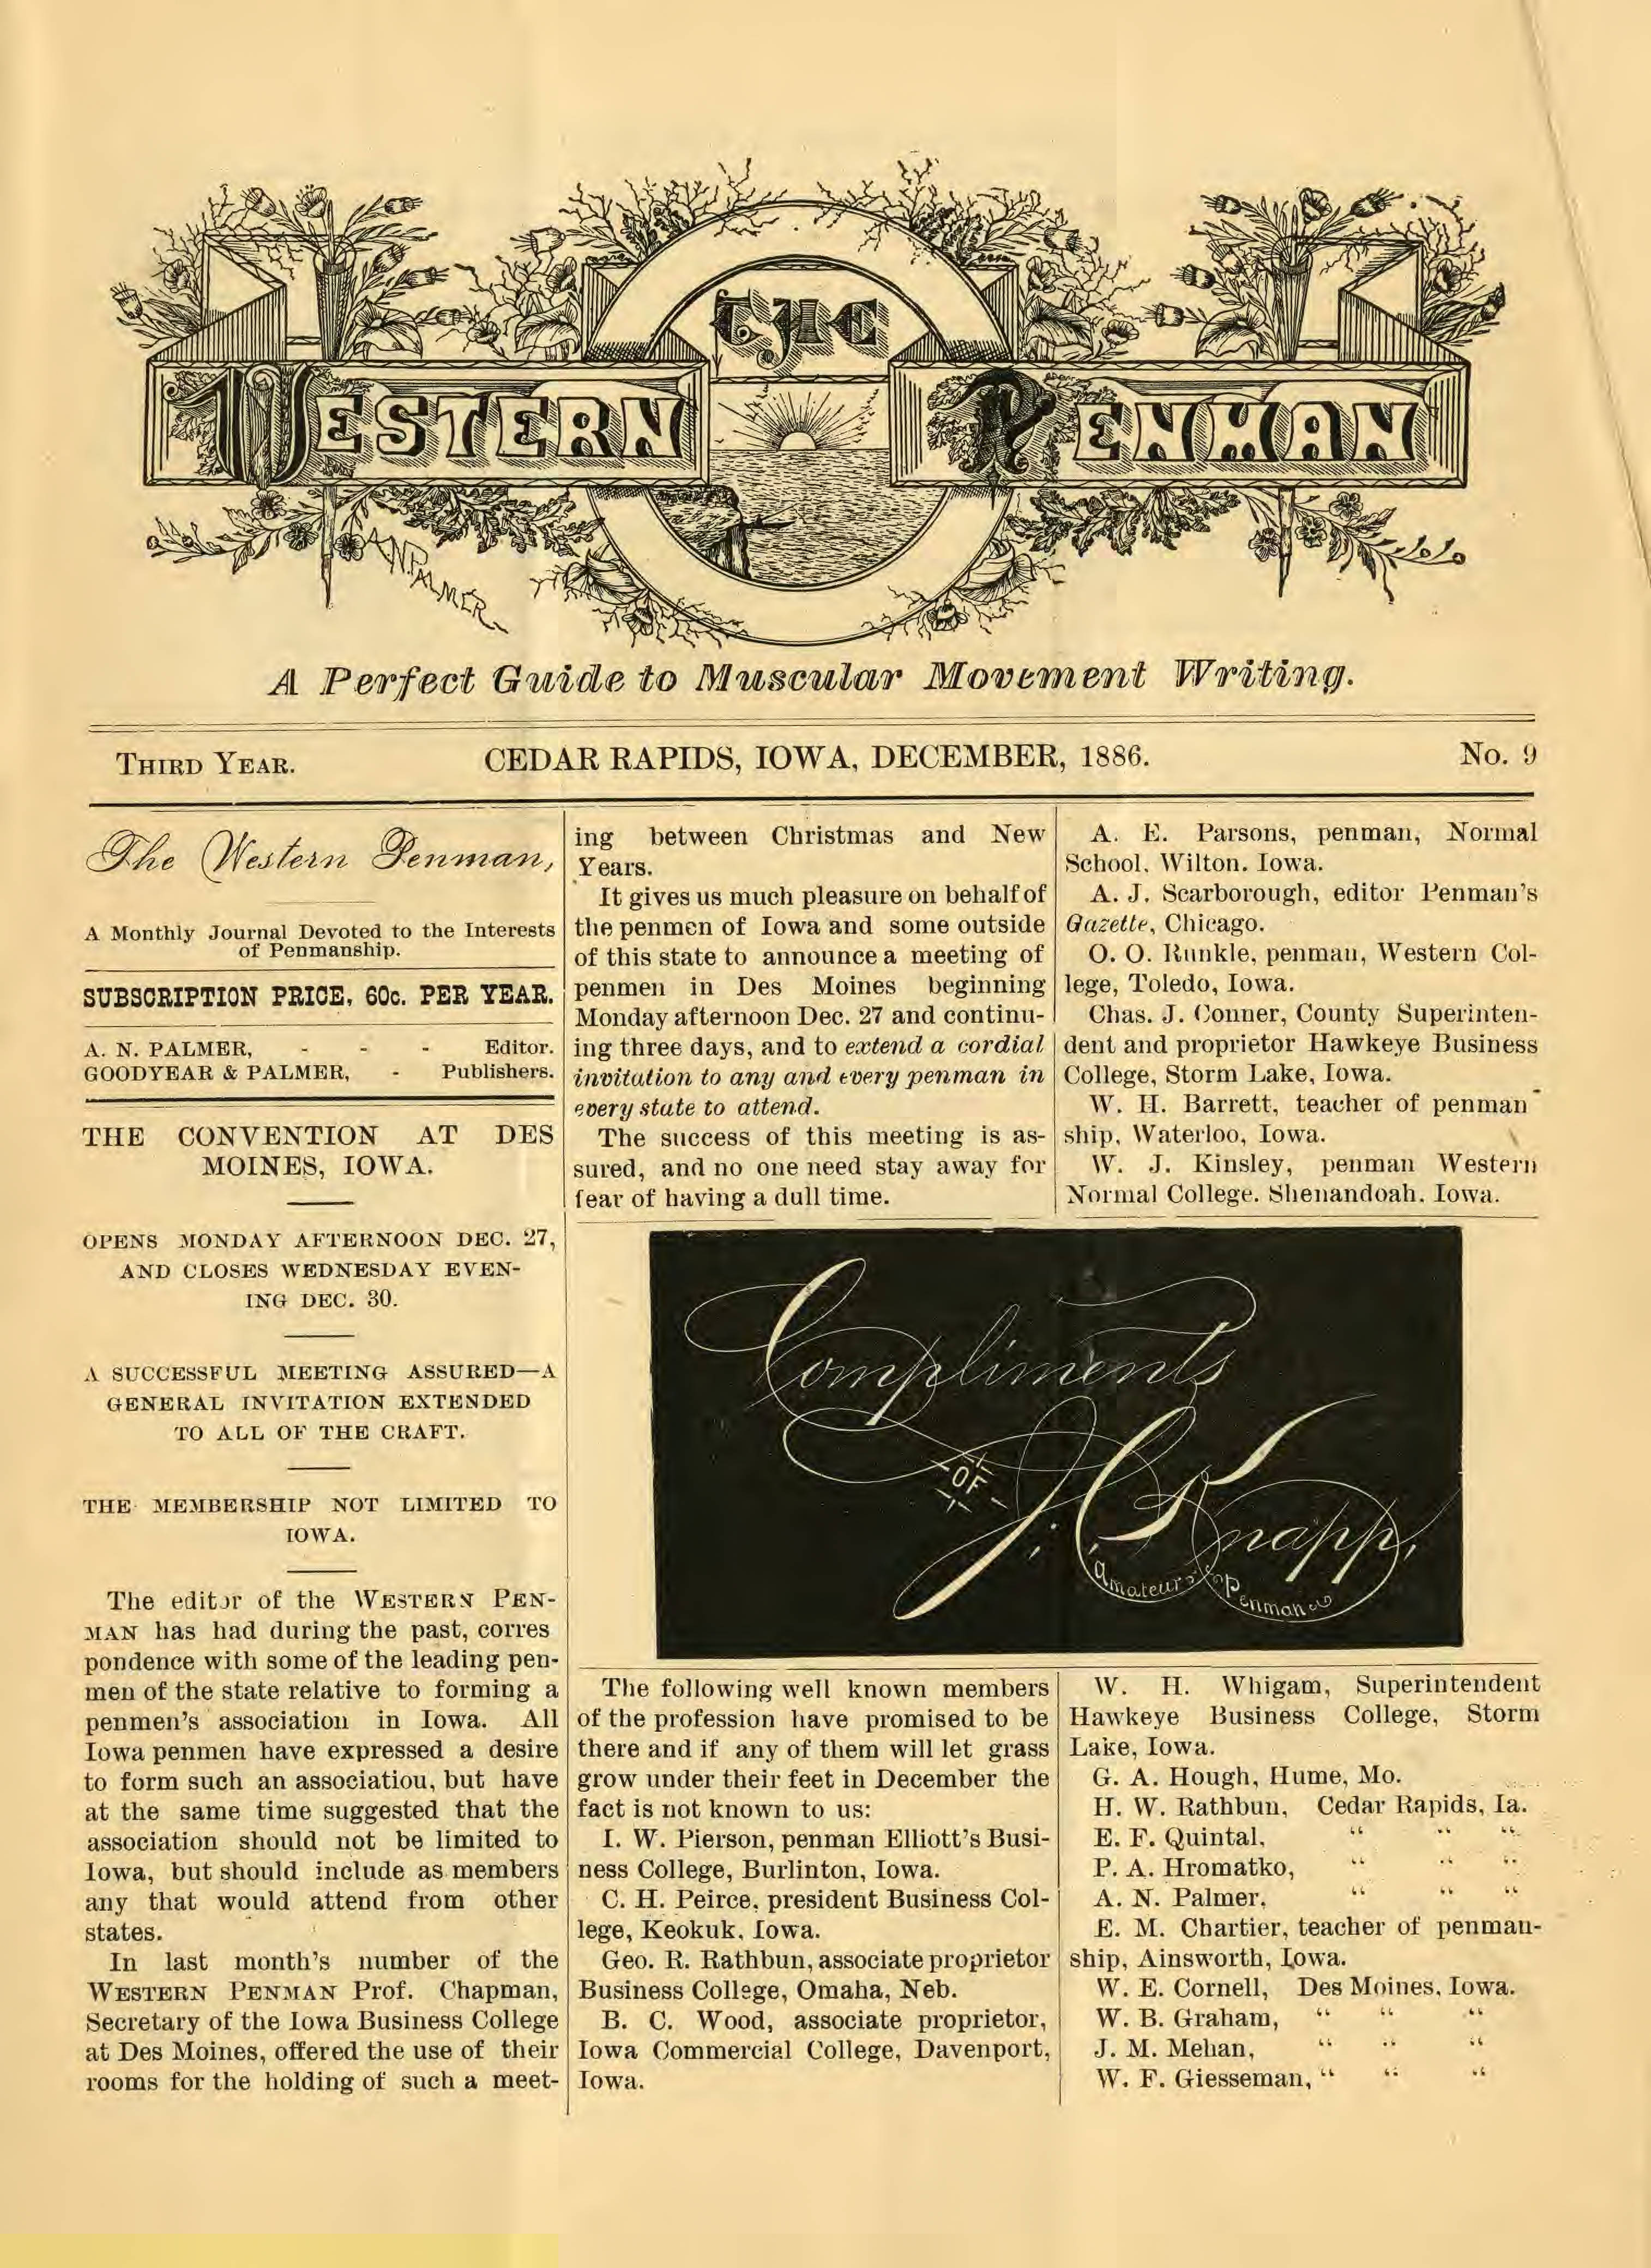 THE
WESTERN PENMAN
A.N. PALMER
A Perfect Guide to Muscular Movement Writing.
THIRD YEAR. CEDAR RAPIDS, IOWA, DECEMBER, 1886. No. 9
The Western Penman,
A Monthly Journal Devoted to the Interests
of Penmanship.
SUBSCRIPTION PRICE, 60c. PER YEAR.
A. N. PALMER, - - - Editor.
GOODYEAR & PALMER, - Publishers.
THE CONVENTION AT DES
MOINES, IOWA.
OPENS MONDAY AFTERNOON DEC. 27,
AND CLOSES WEDNESDAY EVEN-
ING DEC. 30.
A SUCCESSFUL MEETING ASSURED—A
GENERAL INVITATION EXTENDED
TO ALL OF THE CRAFT.
THE MEMBERSHIP NOT LIMITED TO
IOWA.
The editor of the WESTERN PEN-
MAN has had during the past, corres
pondence with some of the leading pen-
men of the state relative to forming a
penmen's association in Iowa. All
Iowa penmen have expressed a desire
to form such an associatiou, but have
at the same time suggested that the
association should not be limited to
Iowa, but should include as members
any that would attend from other
states.
In last month's number of the
WESTERN PENMAN Prof. Chapman,
Secretary of the Iowa Business College
at Des Moines, offered the use of their
rooms for the holding of such a meet-
ing between Christmas and New
Years.
It gives us much pleasure on behalf of
the penmen of Iowa and some outside
of this state to announce a meeting of
penmen in Des Moines beginning
Monday afternoon Dec. 27 and continu-
ing three days, and to extend a cordial
invitation to any and every penman in
every state to attend.
The success of this meeting is as-
sured, and no one need stay away for
fear of having a dull time.
A. E. Parsons, penman, Normal
School, Wilton. Iowa.
A. J. Scarborough, editor Penman's
Gazette, Chicago.
O. O. Runkle, penman, Western Col-
lege, Toledo, Iowa.
Chas. J. Conner, County Superinten-
dent and proprietor Hawkeye Business
College, Storm Lake, Iowa.
W. H. Barrett, teacher of penman-
ship, Waterloo, Iowa.
W. J. Kinsley, penman Western
Normal College. Shenandoah. Iowa.
Compliments
OF
J. C. Knapp,
Amateur Penman
The following well known members
of the profession have promised to be
there and if any of them will let grass
grow under their feet in December the
fact is not known to us:
I. W. Pierson, penman Elliott's Busi-
ness College, Burlinton, Iowa.
C. H. Peirce, president Business Col-
lege, Keokuk, Iowa.
Geo. R. Rathbun, associate proprietor
Business College, Omaha, Neb.
B. C. Wood, associate proprietor,
Iowa Commercial College, Davenport,
Iowa.
W. H. Whigam, Superintendent
Hawkeye Business College, Storm
Lake, Iowa.
G. A. Hough, Hume, Mo.
H. W. Rathbun, Cedar Rapids, Ia.
E. F. Quintal, " " "
P. A. Hromatko, " " "
A. N. Palmer, " " "
E. M. Chartier, teacher of penman-
ship, Ainsworth, Iowa.
W. E. Cornell, Des Moines, Iowa.
W. B. Graham, " " "
J. M. Mehan, " " "
W. F. Giesseman, " " "